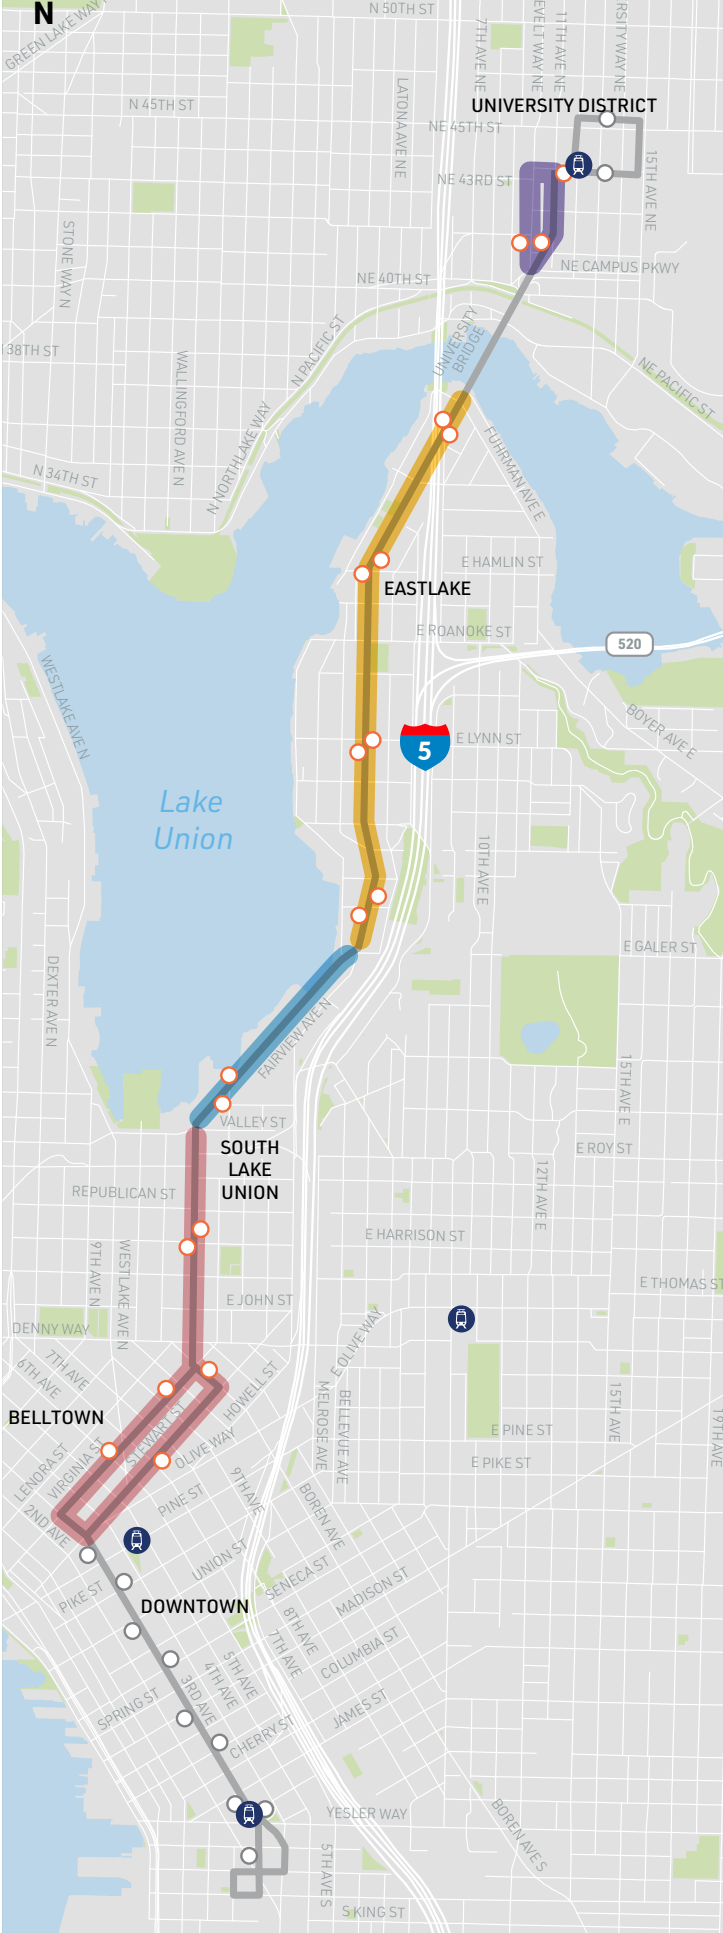 N
N 50TH ST
GREEN LAKE WAY N
7TH AVE NE
EVELT WAY NE
11TH AVE NE
RSITY WAY NE
LATONA AVE NE
N 45TH ST
UNIVERSITY DISTRICT
NE 45TH ST
15TH AVE NE
NE 43RD ST
STONE WAY N
NE CAMPUS PKWY
NE 40TH ST
38TH ST
WALLINGFORD AVE N
N PACIFIC ST
UNIVERSITY
BRIDGE
NE PACIFIC ST
N NORTHLAKE WAY
N 34TH ST
FUHRMAN AVE E
E HAMLIN ST
EASTLAKE
E ROANOKE ST
520
WESTLAKE AVE N
BOYER AVE E
5
E LYNN ST
Lake
Union
10TH AVE E
E GALER ST
DEXTER AVE N
FAIRVIEW AVE N
15TH AVE E
VALLEY ST
SOUTH
LAKE
UNION
E ROY ST
12TH AVE E
REPUBLICAN ST
E HARRISON ST
9TH AVE N
WESTLAKE AVE N
E THOMAS ST
E JOHN ST
DENNY WAY
E OLIVE WAY
7TH AVE
6TH AVE
HOWELL ST
MELROSE AVE
BELLEVUE AVE
15TH AVE
19TH AVE
BELLTOWN
STEWART ST
OLIVE WAY
E PINE ST
LENORA ST
VIRGINIA ST
E PIKE ST
9TH AVE
BOREN AVE
PINE ST
2ND AVE
UNION ST
SENECA ST
MADISON ST
PIKE ST
DOWNTOWN
8TH AVE
7TH AVE
COLUMBIA ST
5TH AVE
4TH AVE
3RD AVE
SPRING ST
JAMES ST
CHERRY ST
YESLER WAY
BOREN AVE S
5TH AVE S
S KING ST